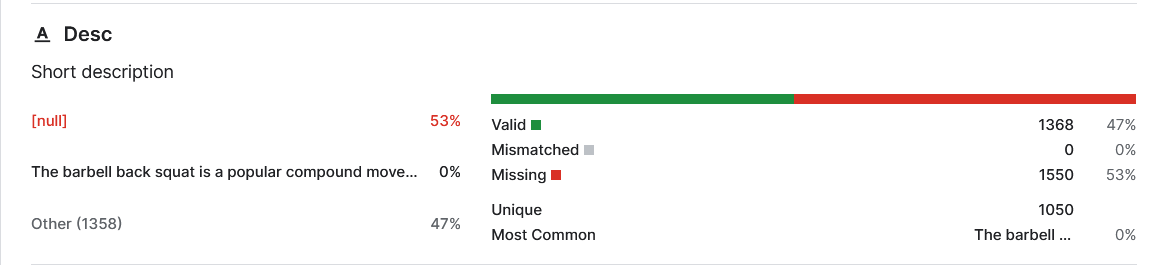 A Desc
Short description
[null] 53%
The barbell back squat is a popular compound move... 0%
Other (1358) 47%
Valid 1368 47%
Mismatched 0 0%
Missing 1550 53%
Unique 1050
Most Common The barbell ... 0%